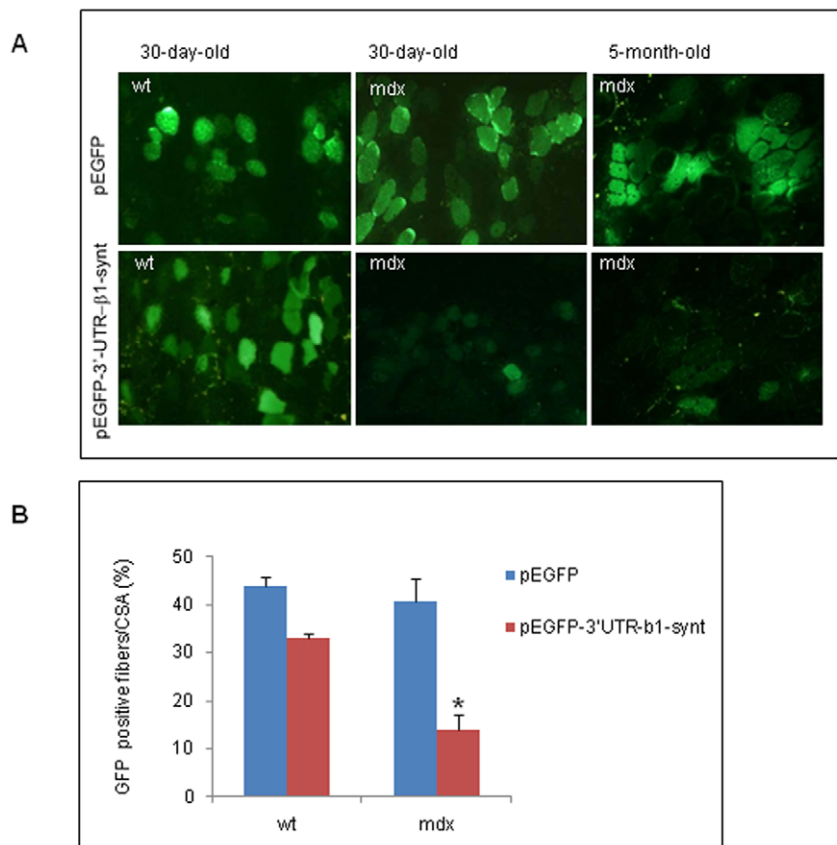 A
30-day-old 30-day-old 5-month-old
wt mdx mdx
pEGFP
wt mdx mdx
pEGFP-3'-UTR–β1-synt
B
GFP positive fibers/CSA (%)
50
40
30
20
10
0
*
wt mdx
pEGFP
pEGFP-3'UTR-b1-synt